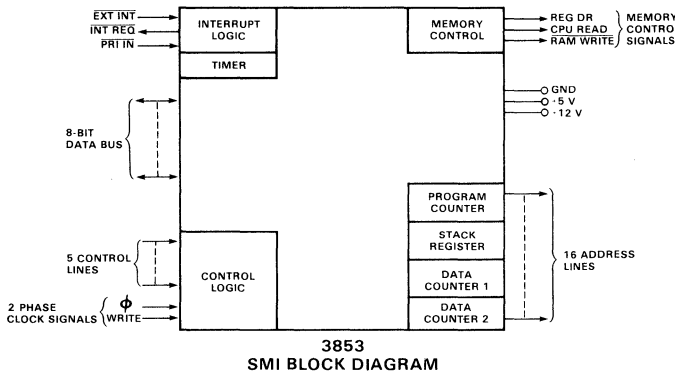 EXT INT
INT REQ
PRI IN
INTERRUPT
LOGIC
TIMER
MEMORY
CONTROL
REG DR
CPU READ
RAM WRITE
MEMORY
CONTRO
SIGNALS
GND
+5 V
+12 V
8-BIT
DATA BUS
PROGRAM
COUNTER
STACK
REGISTER
DATA
COUNTER 1
DATA
COUNTER 2
16 ADDRESS
LINES
5 CONTROL
LINES
CONTROL
LOGIC
2 PHASE
CLOCK SIGNALS
ϕ
WRITE
3853
SMI BLOCK DIAGRAM